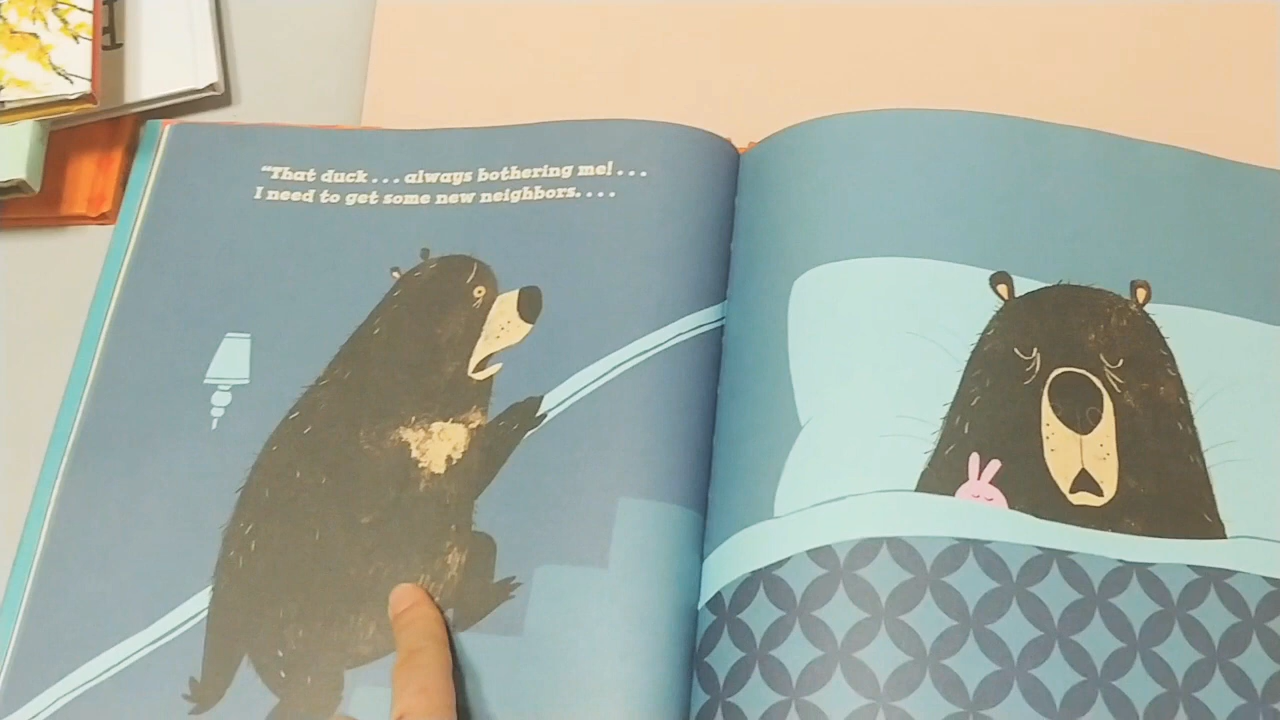 “That duck . . . always bothering me! . . .
I need to get some new neighbors. . . .